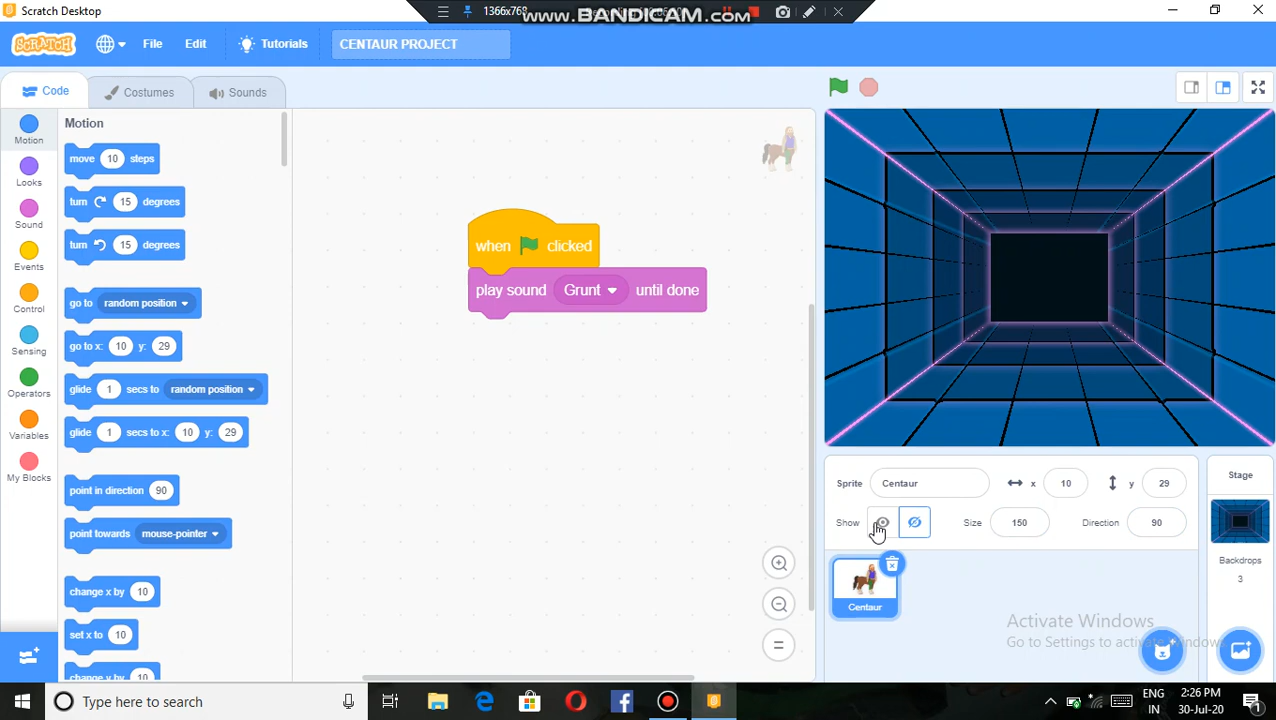 Scratch Desktop
1366x768
www.BANDICAM.com
SCRATCH
File
Edit
Tutorials
CENTAUR PROJECT
Code
Costumes
Sounds
Motion
Looks
Sound
Events
Control
Sensing
Operators
Variables
My Blocks
Motion
move 10 steps
turn 15 degrees
turn 15 degrees
go to random position
go to x: 10 y: 29
glide 1 secs to random position
glide 1 secs to x: 10 y: 29
point in direction 90
point towards mouse-pointer
change x by 10
set x to 10
change y by 10
when clicked
play sound Grunt until done
Sprite Centaur x 10 y 29
Show Size 150 Direction 90
Centaur
Stage
Backdrops
3
Activate Windows
Go to Settings to activate Windows.
Type here to search
ENG
IN
2:26 PM
30-Jul-20
1